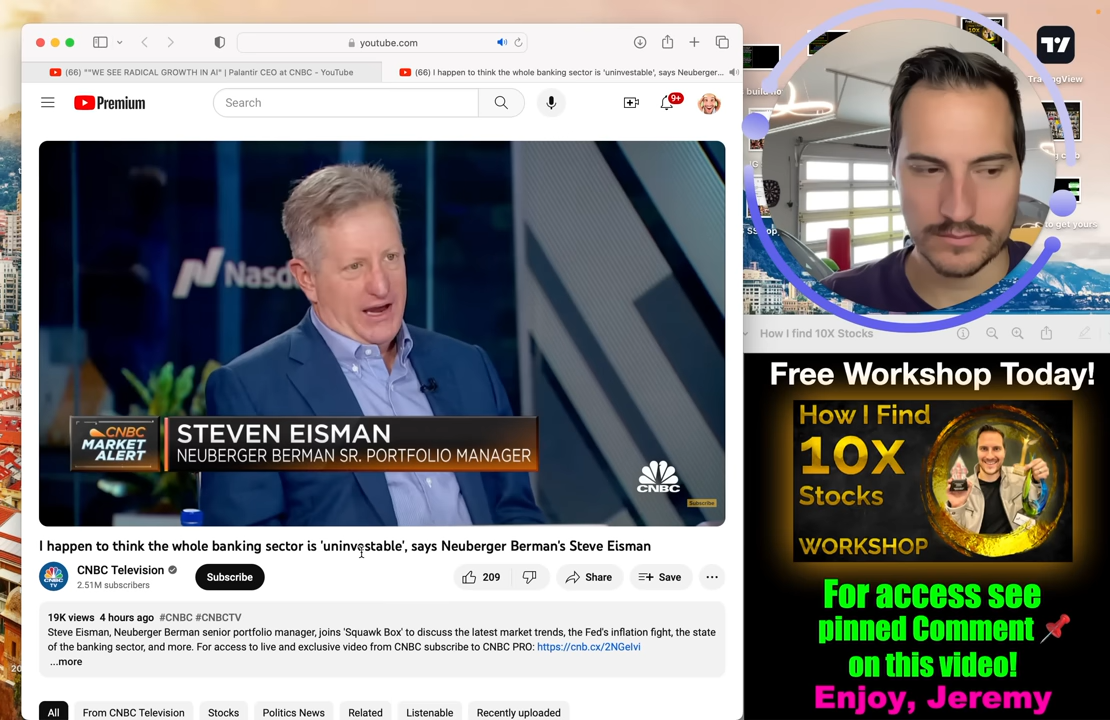 youtube.com
(66) ""WE SEE RADICAL GROWTH IN AI" | Palantir CEO at CNBC - YouTube
(66) I happen to think the whole banking sector is 'uninvestable', says Neuberger...
Premium
Search
9+
Nasd
CNBC
MARKET
ALERT
STEVEN EISMAN
NEUBERGER BERMAN SR. PORTFOLIO MANAGER
CNBC
Subscribe
I happen to think the whole banking sector is 'uninvestable', says Neuberger Berman's Steve Eisman
CNBC Television
2.51M subscribers
Subscribe
209
Share
Save
19K views 4 hours ago #CNBC #CNBCTV
Steve Eisman, Neuberger Berman senior portfolio manager, joins 'Squawk Box' to discuss the latest market trends, the Fed's inflation fight, the state
of the banking sector, and more. For access to live and exclusive video from CNBC subscribe to CNBC PRO: https://cnb.cx/2NGeIvi
...more
All
From CNBC Television
Stocks
Politics News
Related
Listenable
Recently uploaded
TradingView
to get yours
How I find 10X Stocks
Free Workshop Today!
How I Find
10X
Stocks
WORKSHOP
For access see
pinned Comment 📌
on this video!
Enjoy, Jeremy